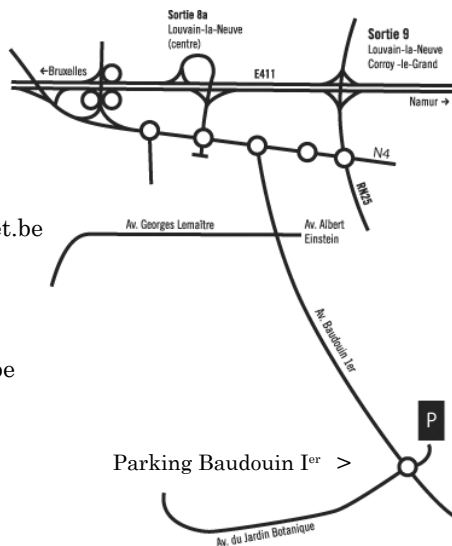 Sortie 8a
Louvain-la-Neuve
(centre)
Sortie 9
Louvain-la-Neuve
Corroy -le-Grand
←Bruxelles
E411
Namur →
N4
RN25
et.be
Av. Georges Lemaître
Av. Albert
Einstein
Av. Baudouin 1er
be
P
Parking Baudouin Iᵉʳ >
Av. du Jardin Botanique